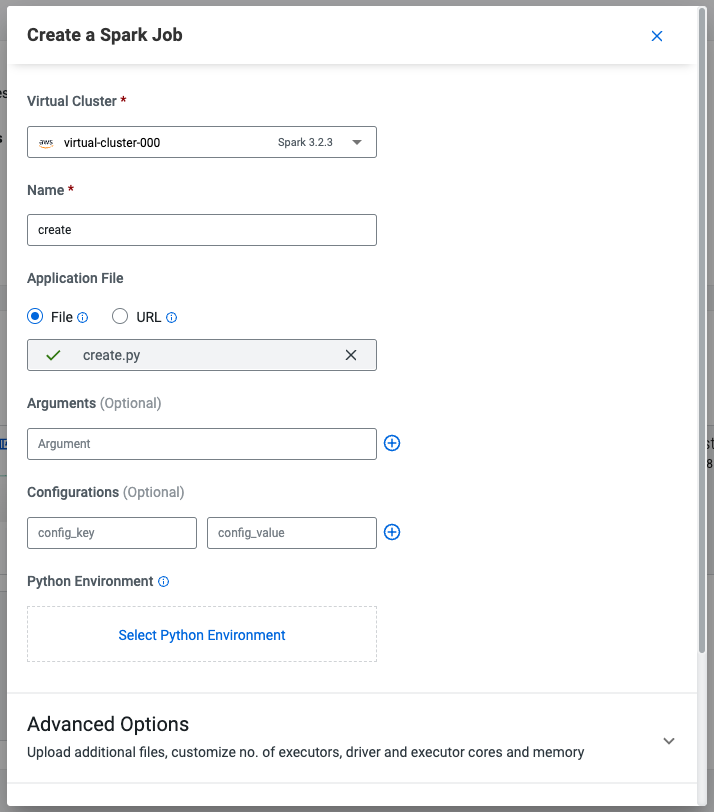 Create a Spark Job
Virtual Cluster *
aws virtual-cluster-000 Spark 3.2.3
Name *
create
Application File
File URL
create.py
Arguments (Optional)
Argument
Configurations (Optional)
config_key config_value
Python Environment
Select Python Environment
Advanced Options
Upload additional files, customize no. of executors, driver and executor cores and memory